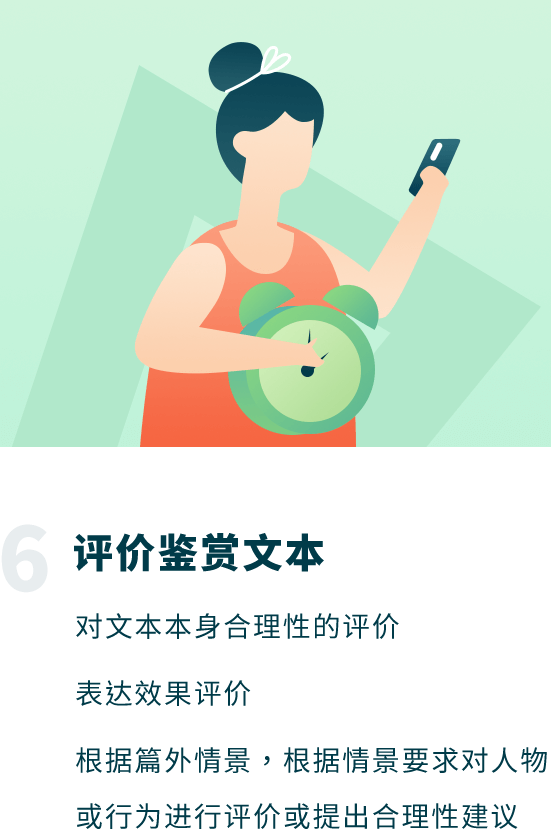 6
评价鉴赏文本
对文本本身合理性的评价
表达效果评价
根据篇外情景，根据情景要求对人物
或行为进行评价或提出合理性建议